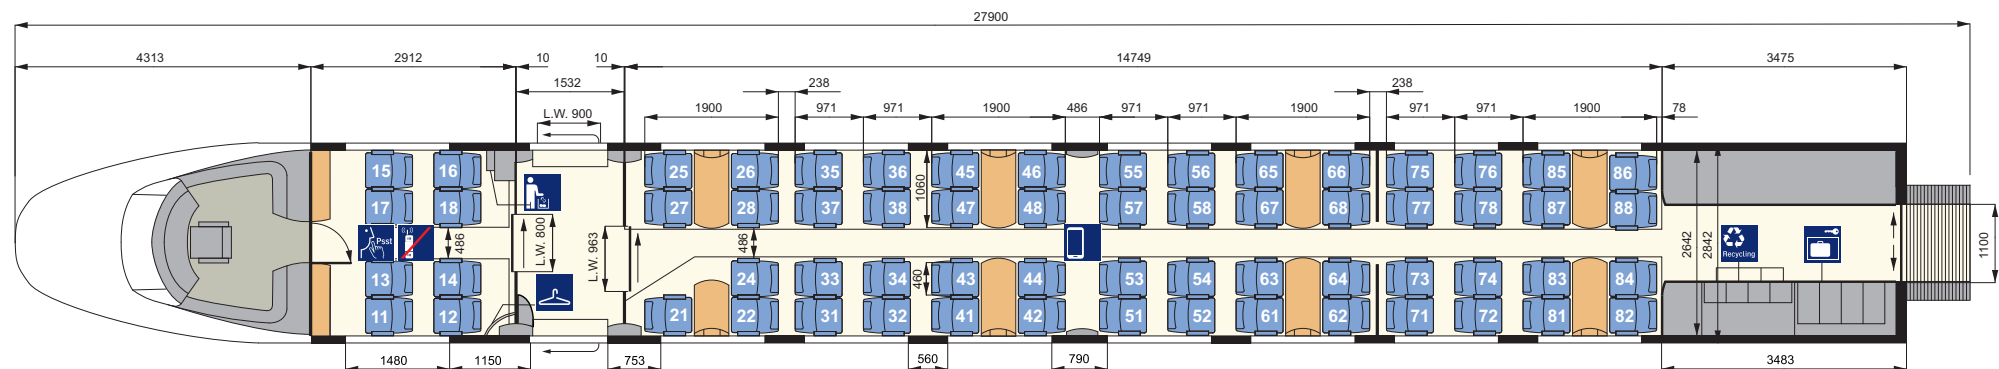 27900
4313 2912 10 10 14749 3475
1532 238 238
L.W. 900 1900 971 971 1900 486 971 971 1900 971 971 1900 78
15 16 25 26 35 36 45 46 55 56 65 66 75 76 85 86
1060
17 18 27 28 37 38 47 48 57 58 67 68 77 78 87 88
Psst 486 L.W. 800 L.W. 963 486 2642 2842 Recycling 1100
13 14 24 33 34 460 43 44 53 54 63 64 73 74 83 84
11 12 21 22 31 32 41 42 51 52 61 62 71 72 81 82
1480 1150 753 560 790 3483